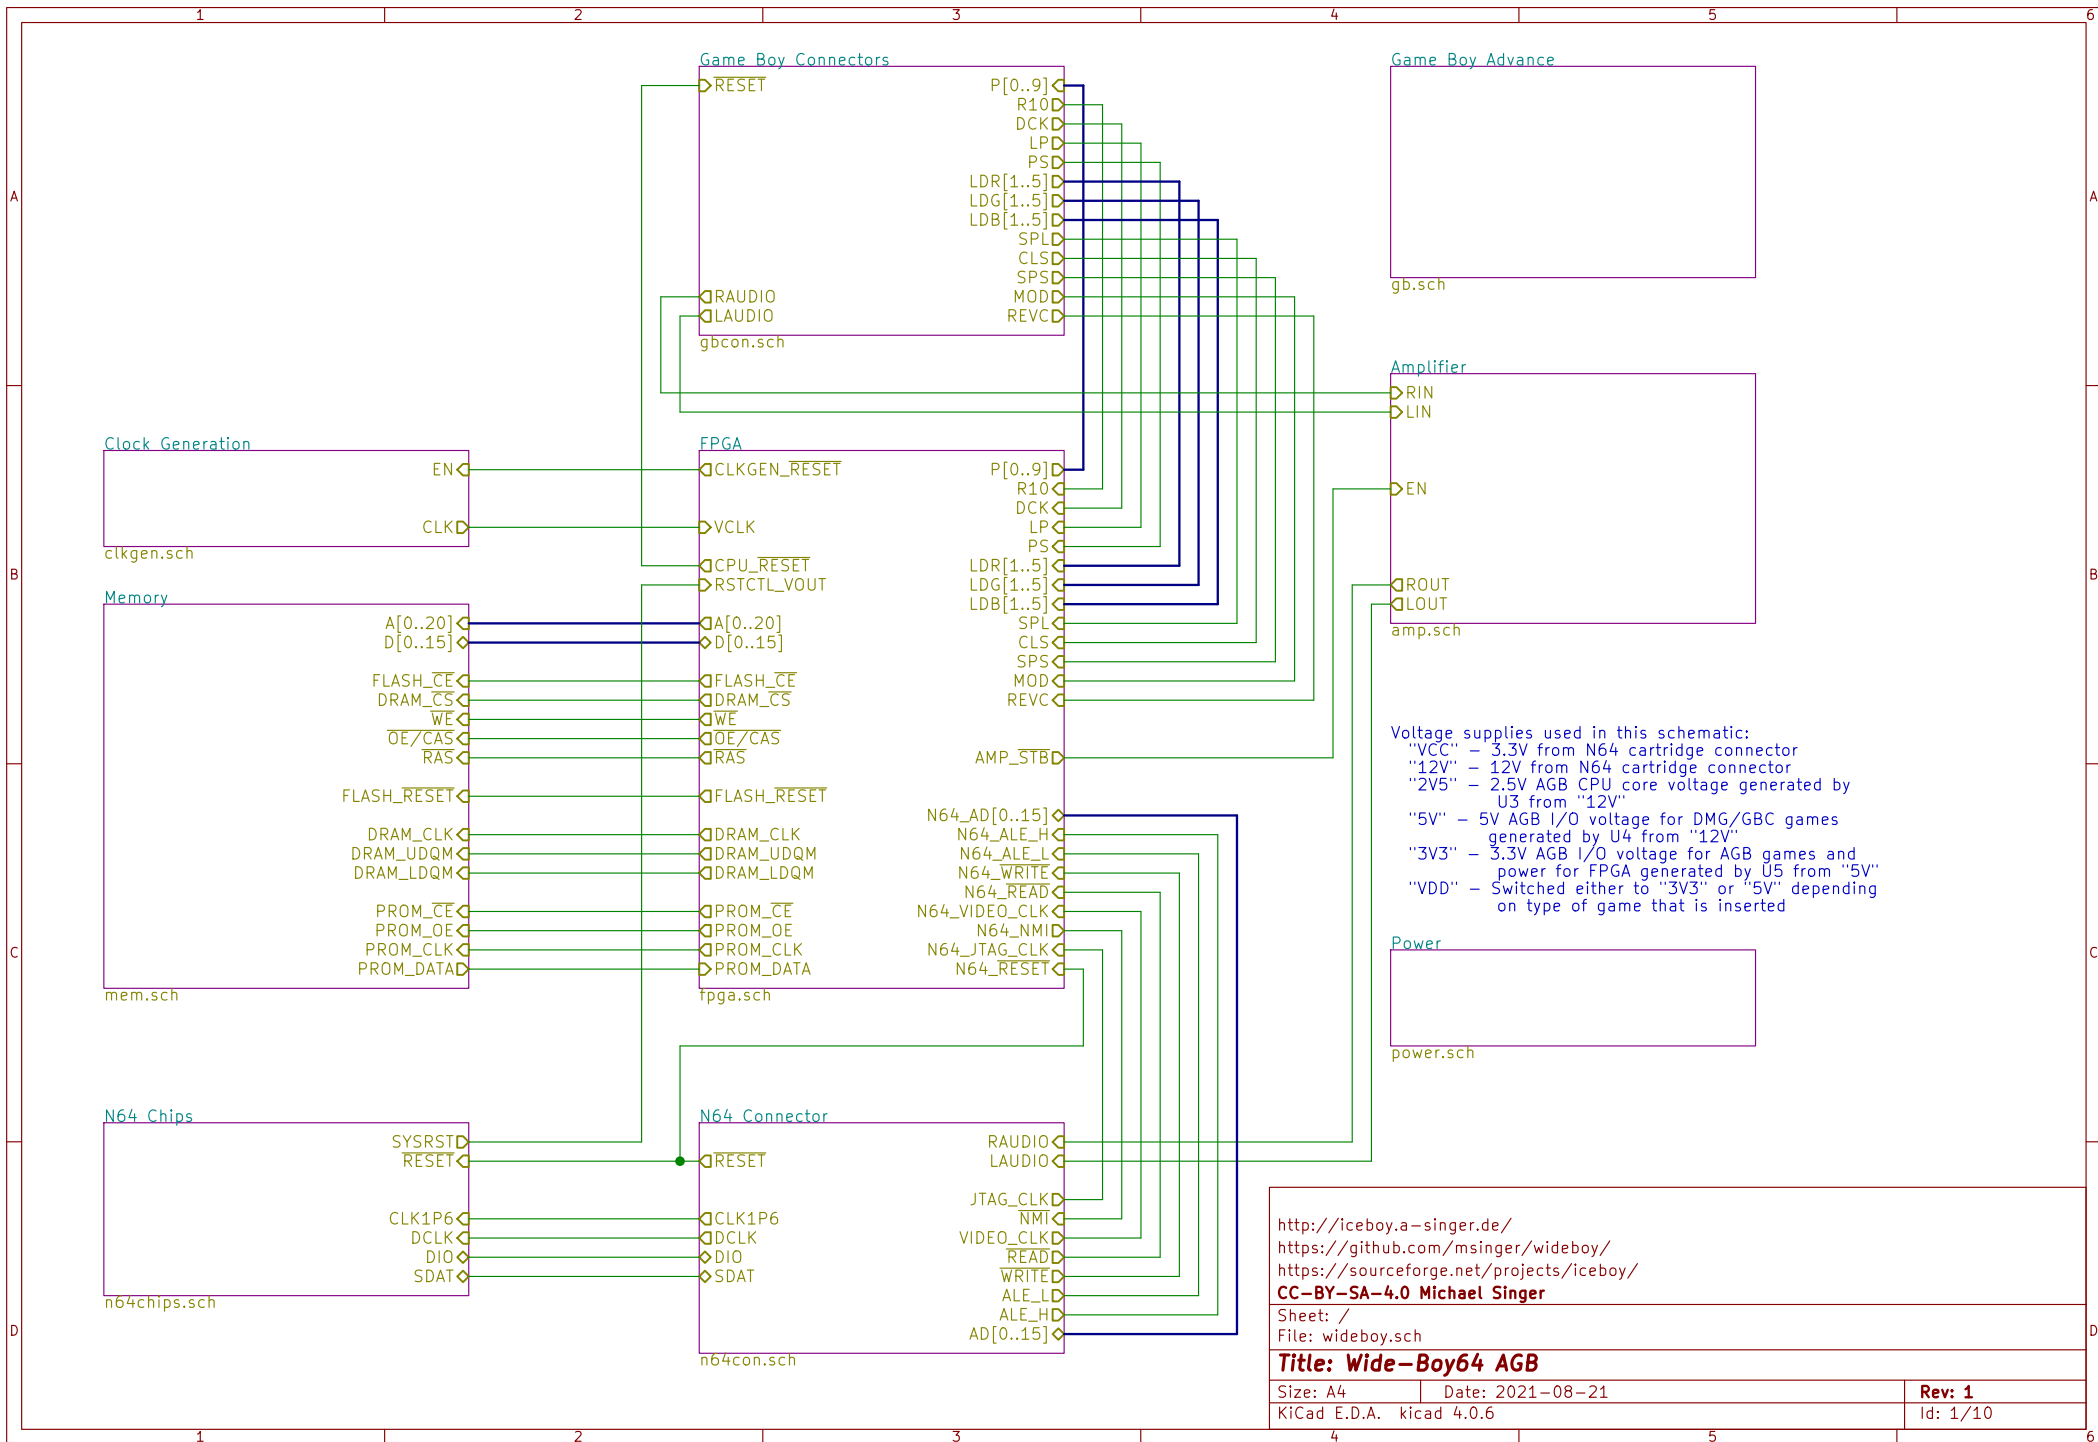 1 2 3 4 5 6
A
B
C
D
Game Boy Connectors
RESET
RAUDIO
LAUDIO
P[0..9]
R10
DCK
LP
PS
LDR[1..5]
LDG[1..5]
LDB[1..5]
SPL
CLS
SPS
MOD
REVC
gbcon.sch
Game Boy Advance
gb.sch
Amplifier
RIN
LIN
EN
ROUT
LOUT
amp.sch
Clock Generation
EN
CLK
clkgen.sch
Memory
A[0..20]
D[0..15]
FLASH_CE
DRAM_CS
WE
OE/CAS
RAS
FLASH_RESET
DRAM_CLK
DRAM_UDQM
DRAM_LDQM
PROM_CE
PROM_OE
PROM_CLK
PROM_DATA
mem.sch
FPGA
CLKGEN_RESET
VCLK
CPU_RESET
RSTCTL_VOUT
A[0..20]
D[0..15]
FLASH_CE
DRAM_CS
WE
OE/CAS
RAS
FLASH_RESET
DRAM_CLK
DRAM_UDQM
DRAM_LDQM
PROM_CE
PROM_OE
PROM_CLK
PROM_DATA
P[0..9]
R10
DCK
LP
PS
LDR[1..5]
LDG[1..5]
LDB[1..5]
SPL
CLS
SPS
MOD
REVC
AMP_STB
N64_AD[0..15]
N64_ALE_H
N64_ALE_L
N64_WRITE
N64_READ
N64_VIDEO_CLK
N64_NMI
N64_JTAG_CLK
N64_RESET
fpga.sch
Voltage supplies used in this schematic:
"VCC" – 3.3V from N64 cartridge connector
"12V" – 12V from N64 cartridge connector
"2V5" – 2.5V AGB CPU core voltage generated by
U3 from "12V"
"5V" – 5V AGB I/O voltage for DMG/GBC games
generated by U4 from "12V"
"3V3" – 3.3V AGB I/O voltage for AGB games and
power for FPGA generated by U5 from "5V"
"VDD" – Switched either to "3V3" or "5V" depending
on type of game that is inserted
Power
power.sch
N64 Chips
SYSRST
RESET
CLK1P6
DCLK
DIO
SDAT
n64chips.sch
N64 Connector
RESET
CLK1P6
DCLK
DIO
SDAT
RAUDIO
LAUDIO
JTAG_CLK
NMI
VIDEO_CLK
READ
WRITE
ALE_L
ALE_H
AD[0..15]
n64con.sch
http://iceboy.a-singer.de/
https://github.com/msinger/wideboy/
https://sourceforge.net/projects/iceboy/
CC-BY-SA-4.0 Michael Singer
Sheet: /
File: wideboy.sch
Title: Wide-Boy64 AGB
Size: A4 Date: 2021-08-21 Rev: 1
KiCad E.D.A. kicad 4.0.6 Id: 1/10
A
B
C
D
1 2 3 4 5 6